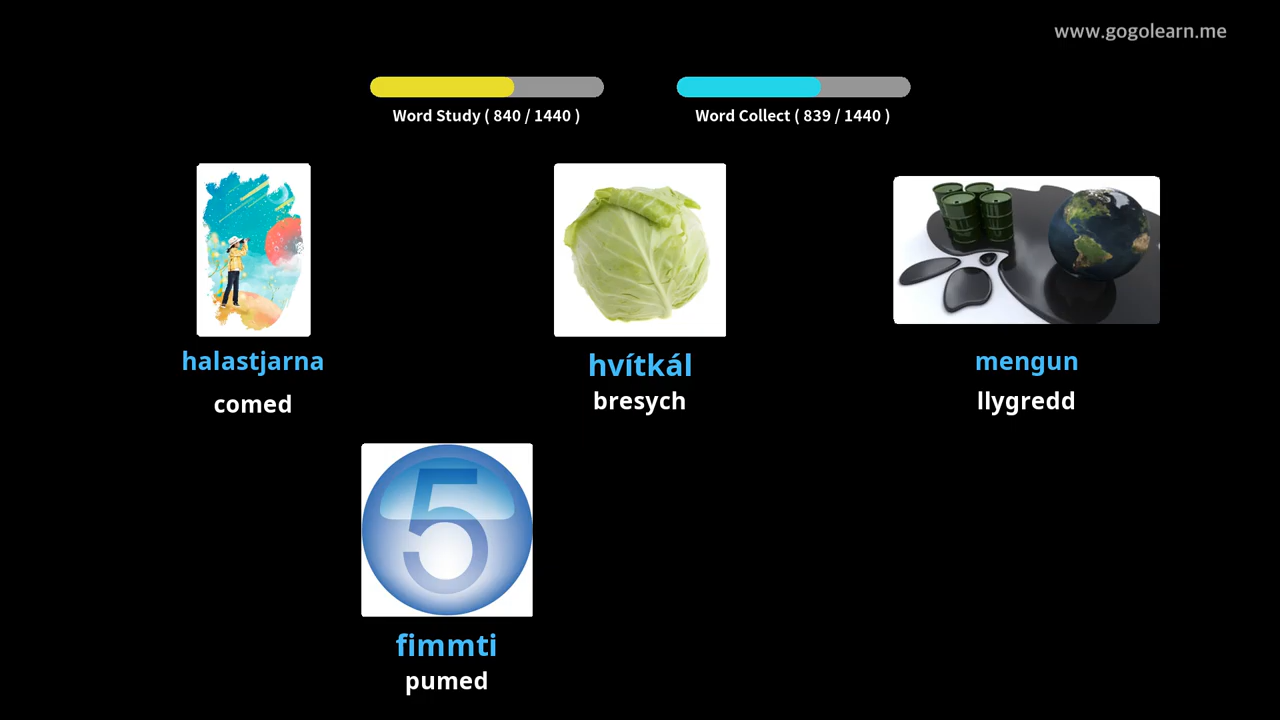 www.gogolearn.me
Word Study ( 840 / 1440 )
Word Collect ( 839 / 1440 )
halastjarna
comed
hvítkál
bresych
mengun
llygredd
5
fimmti
pumed